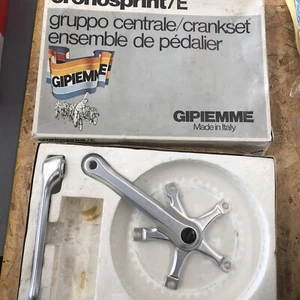 cronosprint/E
gruppo centrale/crankset
ensemble de pédalier
GIPIEMME
GIPIEMME
Made in Italy